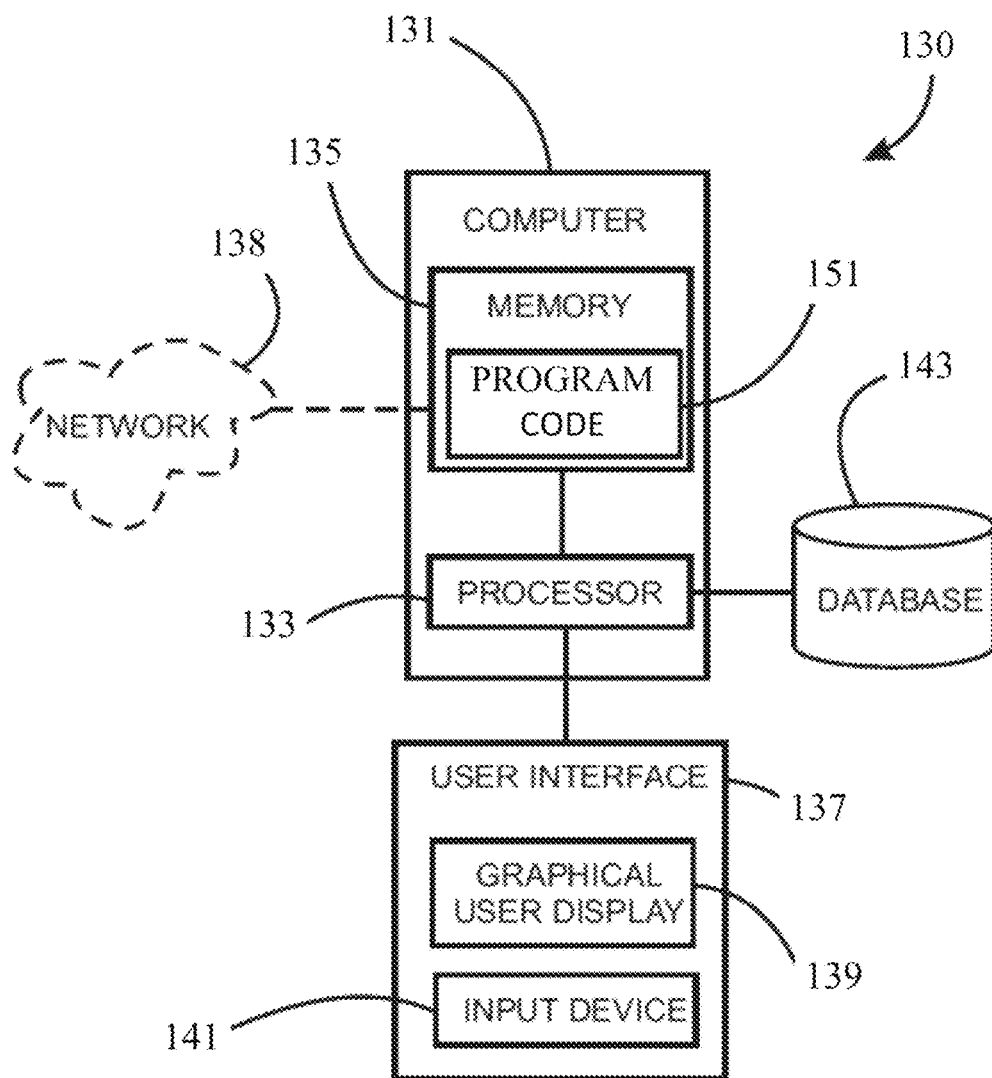 131
130
135
COMPUTER
138
MEMORY
151
PROGRAM
CODE
143
NETWORK
PROCESSOR
DATABASE
133
USER INTERFACE
137
GRAPHICAL
USER DISPLAY
139
INPUT DEVICE
141